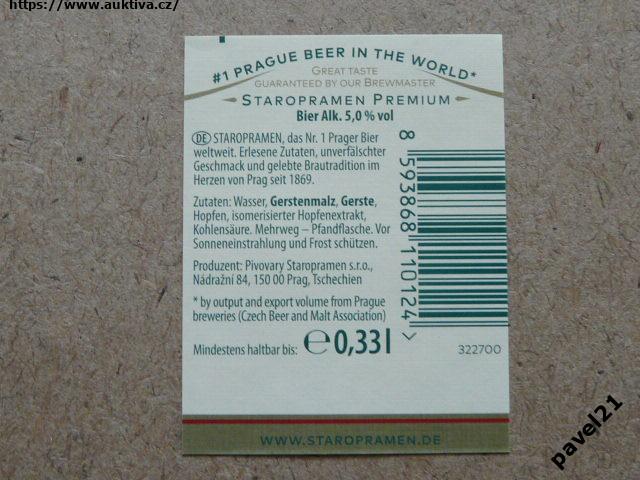 https://www.auktiva.cz/
#1 PRAGUE BEER IN THE WORLD*
GREAT TASTE
GUARANTEED BY OUR BREWMASTER
STAROPRAMEN PREMIUM
Bier Alk. 5,0 % vol
DE STAROPRAMEN, das Nr. 1 Prager Bier
weltweit. Erlesene Zutaten, unverfälschter
Geschmack und gelebte Brautradition im
Herzen von Prag seit 1869.
Zutaten: Wasser, Gerstenmalz, Gerste,
Hopfen, isomerisierter Hopfenextrakt,
Kohlensäure. Mehrweg – Pfandflasche. Vor
Sonneneinstrahlung und Frost schützen.
Produzent: Pivovary Staropramen s.r.o.,
Nádražní 84, 150 00 Prag, Tschechien
* by output and export volume from Prague
breweries (Czech Beer and Malt Association)
Mindestens haltbar bis: ℮0,33 l
8 593868 110124 >
322700
WWW.STAROPRAMEN.DE
pavel21